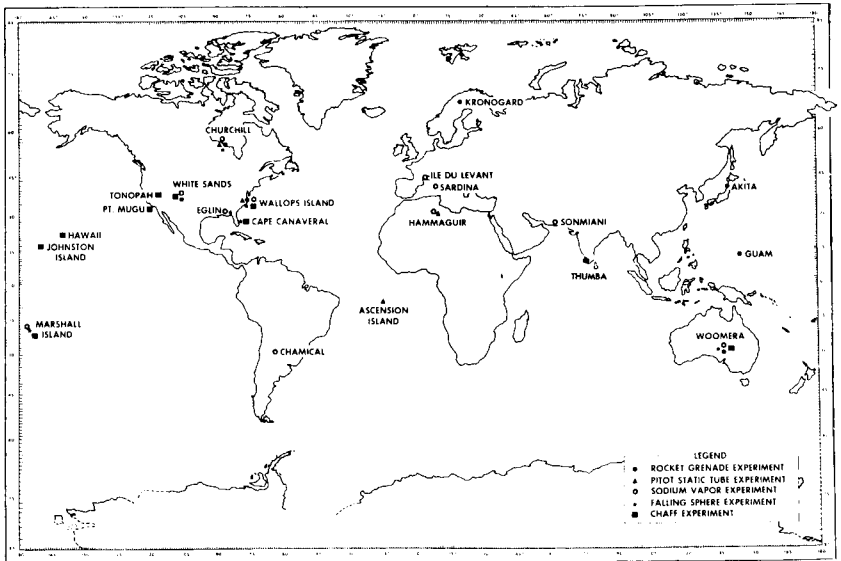 KRONOGARD
CHURCHILL
ILE DU LEVANT
SARDINA
AKITA
WHITE SANDS
TONOPAH
WALLOPS ISLAND
PT. MUGU
EGLIN
CAPE CANAVERAL
HAMMAGUIR
SONMIANI
HAWAII
JOHNSTON
ISLAND
GUAM
THUMBA
ASCENSION
ISLAND
MARSHALL
ISLAND
WOOMERA
CHAMICAL
LEGEND
ROCKET GRENADE EXPERIMENT
PITOT STATIC TUBE EXPERIMENT
SODIUM VAPOR EXPERIMENT
FALLING SPHERE EXPERIMENT
CHAFF EXPERIMENT